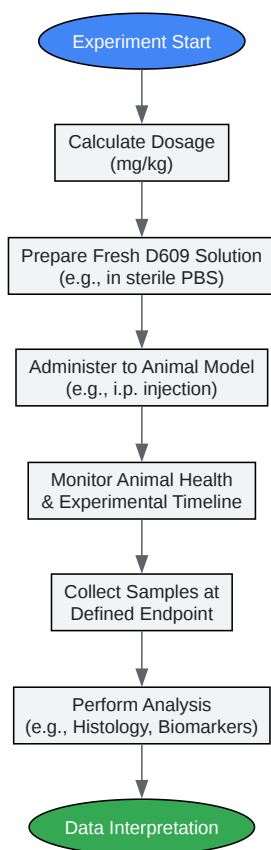 Experiment Start
Calculate Dosage
(mg/kg)
Prepare Fresh D609 Solution
(e.g., in sterile PBS)
Administer to Animal Model
(e.g., i.p. injection)
Monitor Animal Health
& Experimental Timeline
Collect Samples at
Defined Endpoint
Perform Analysis
(e.g., Histology, Biomarkers)
Data Interpretation